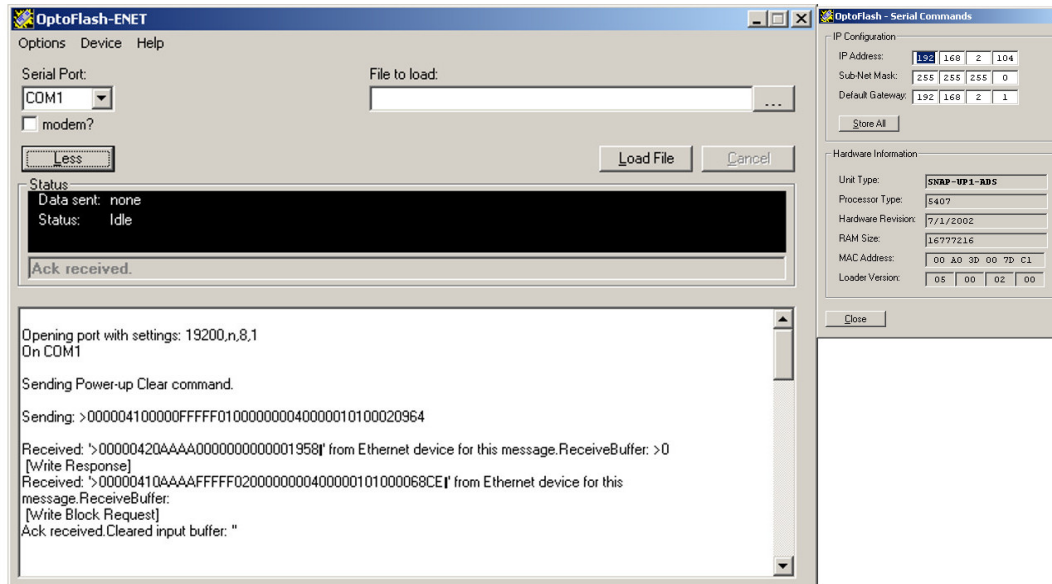 OptoFlash-ENET
Options Device Help
Serial Port:
COM1
modem?
File to load:
...
Less
Load File
Cancel
Status
Data sent: none
Status: Idle
Ack received.
Opening port with settings: 19200,n,8,1
On COM1
Sending Power-up Clear command.
Sending: >000004100000FFFFF010000000040000010100020964
Received: '>00000420AAAA0000000000001958|' from Ethernet device for this message.ReceiveBuffer: >0
[Write Response]
Received: '>00000410AAAAFFFFF0200000000400000101000068CE|' from Ethernet device for this
message.ReceiveBuffer:
[Write Block Request]
Ack received.Cleared input buffer: ''
OptoFlash - Serial Commands
IP Configuration
IP Address: 192 168 2 104
Sub-Net Mask: 255 255 255 0
Default Gateway: 192 168 2 1
Store All
Hardware Information
Unit Type: SNAP-UP1-ADS
Processor Type: 5407
Hardware Revision: 7/1/2002
RAM Size: 16777216
MAC Address: 00 A0 3D 00 7D C1
Loader Version: 05 00 02 00
Close